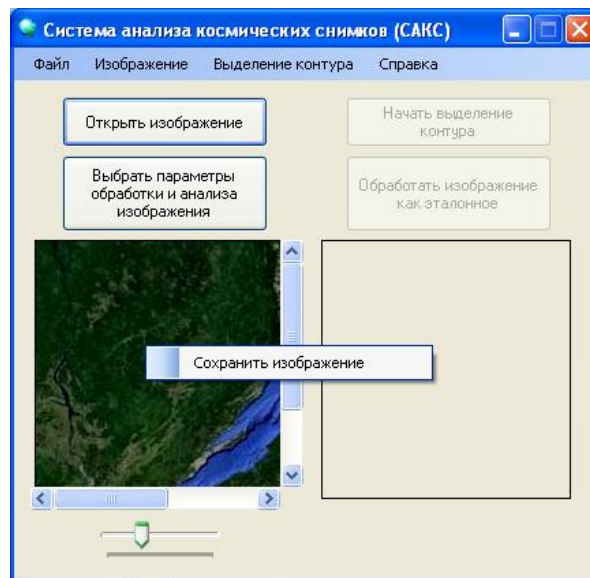 Система анализа космических снимков (САКС)
Файл Изображение Выделение контура Справка
Открыть изображение
Начать выделение
контура
Выбрать параметры
обработки и анализа
изображения
Обработать изображение
как эталонное
Сохранить изображение